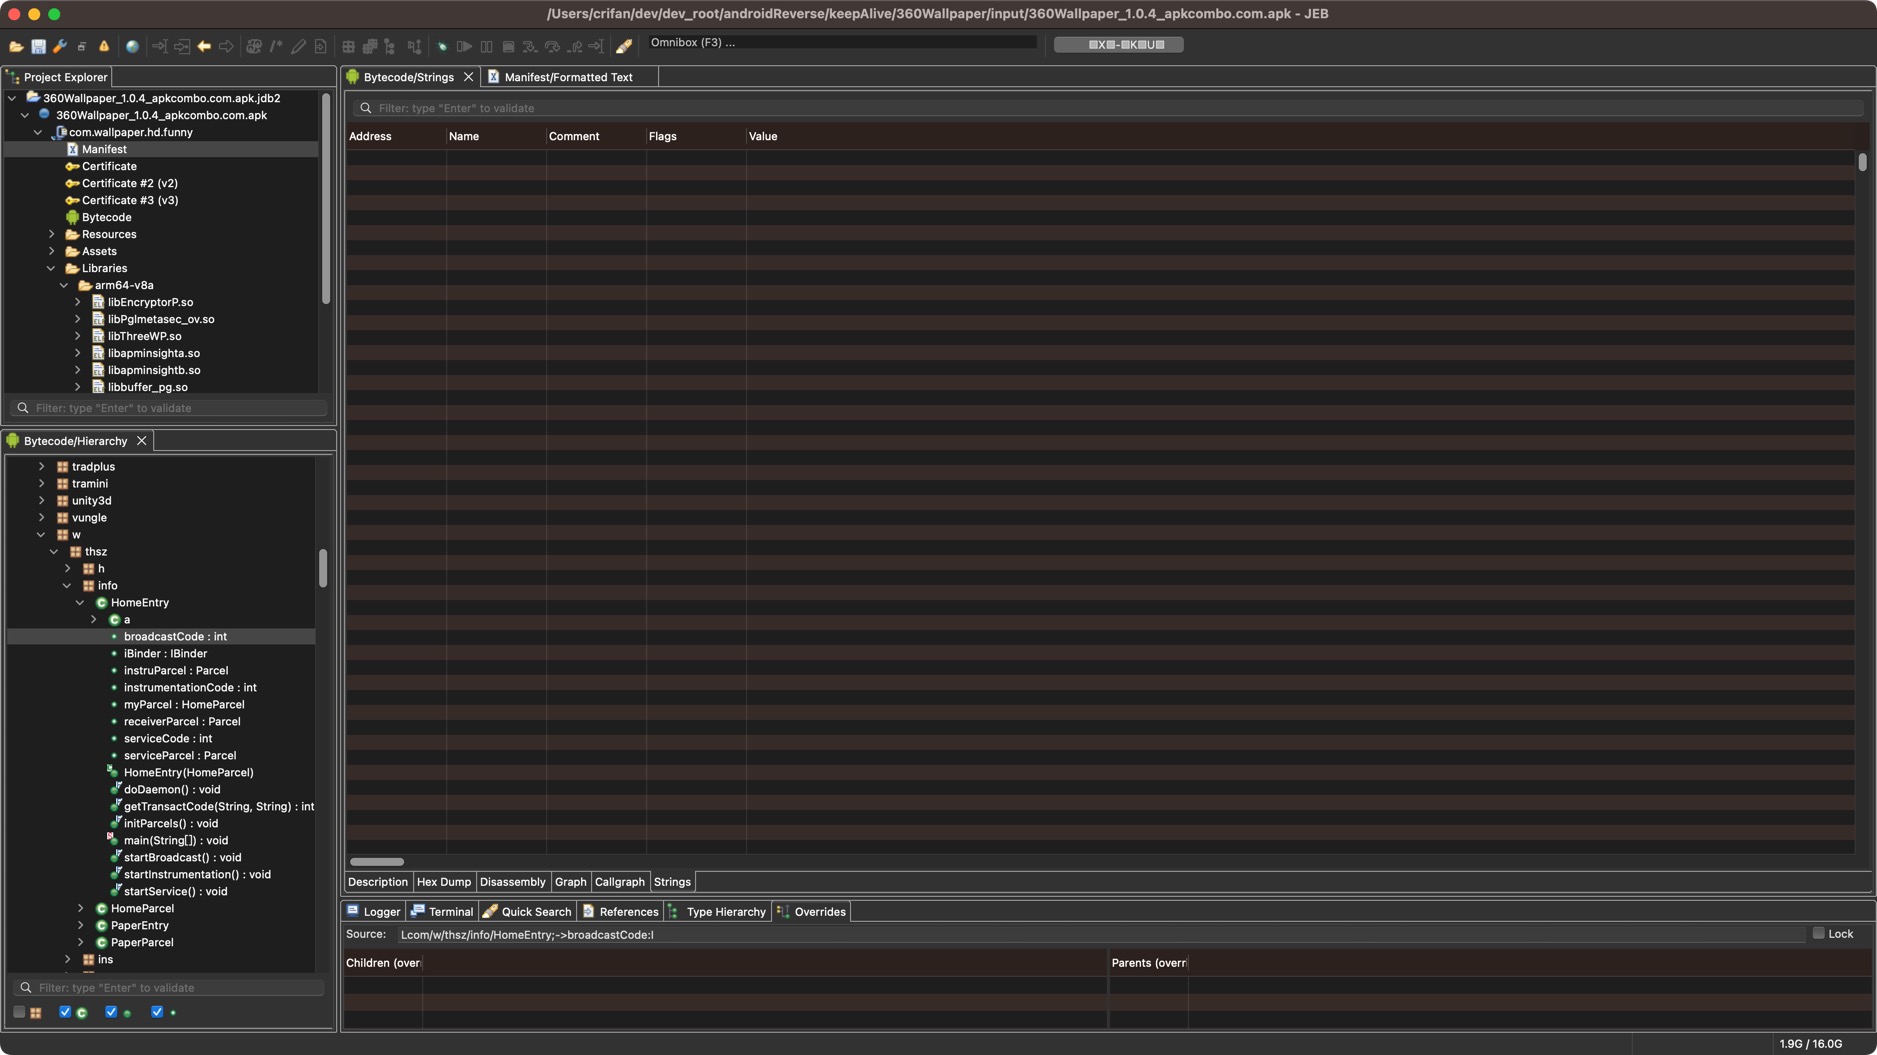 /Users/crifan/dev/dev_root/androidReverse/keepAlive/360Wallpaper/input/360Wallpaper_1.0.4_apkcombo.com.apk - JEB
Omnibox (F3) ...
Project Explorer
360Wallpaper_1.0.4_apkcombo.com.apk.jdb2
360Wallpaper_1.0.4_apkcombo.com.apk
com.wallpaper.hd.funny
Manifest
Certificate
Certificate #2 (v2)
Certificate #3 (v3)
Bytecode
Resources
Assets
Libraries
arm64-v8a
libEncryptorP.so
libPglmetasec_ov.so
libThreeWP.so
libapminsighta.so
libapminsightb.so
libbuffer_pg.so
Filter: type "Enter" to validate
Bytecode/Hierarchy
tradplus
tramini
unity3d
vungle
w
thsz
h
info
HomeEntry
a
broadcastCode : int
iBinder : IBinder
instruParcel : Parcel
instrumentationCode : int
myParcel : HomeParcel
receiverParcel : Parcel
serviceCode : int
serviceParcel : Parcel
HomeEntry(HomeParcel)
doDaemon() : void
getTransactCode(String, String) : int
initParcels() : void
main(String[]) : void
startBroadcast() : void
startInstrumentation() : void
startService() : void
HomeParcel
PaperEntry
PaperParcel
ins
Filter: type "Enter" to validate
Bytecode/Strings
Manifest/Formatted Text
Filter: type "Enter" to validate
Address Name Comment Flags Value
Description Hex Dump Disassembly Graph Callgraph Strings
Logger Terminal Quick Search References Type Hierarchy Overrides
Source: Lcom/w/thsz/info/HomeEntry;->broadcastCode:I Lock
Children (overr Parents (overr
1.9G / 16.0G